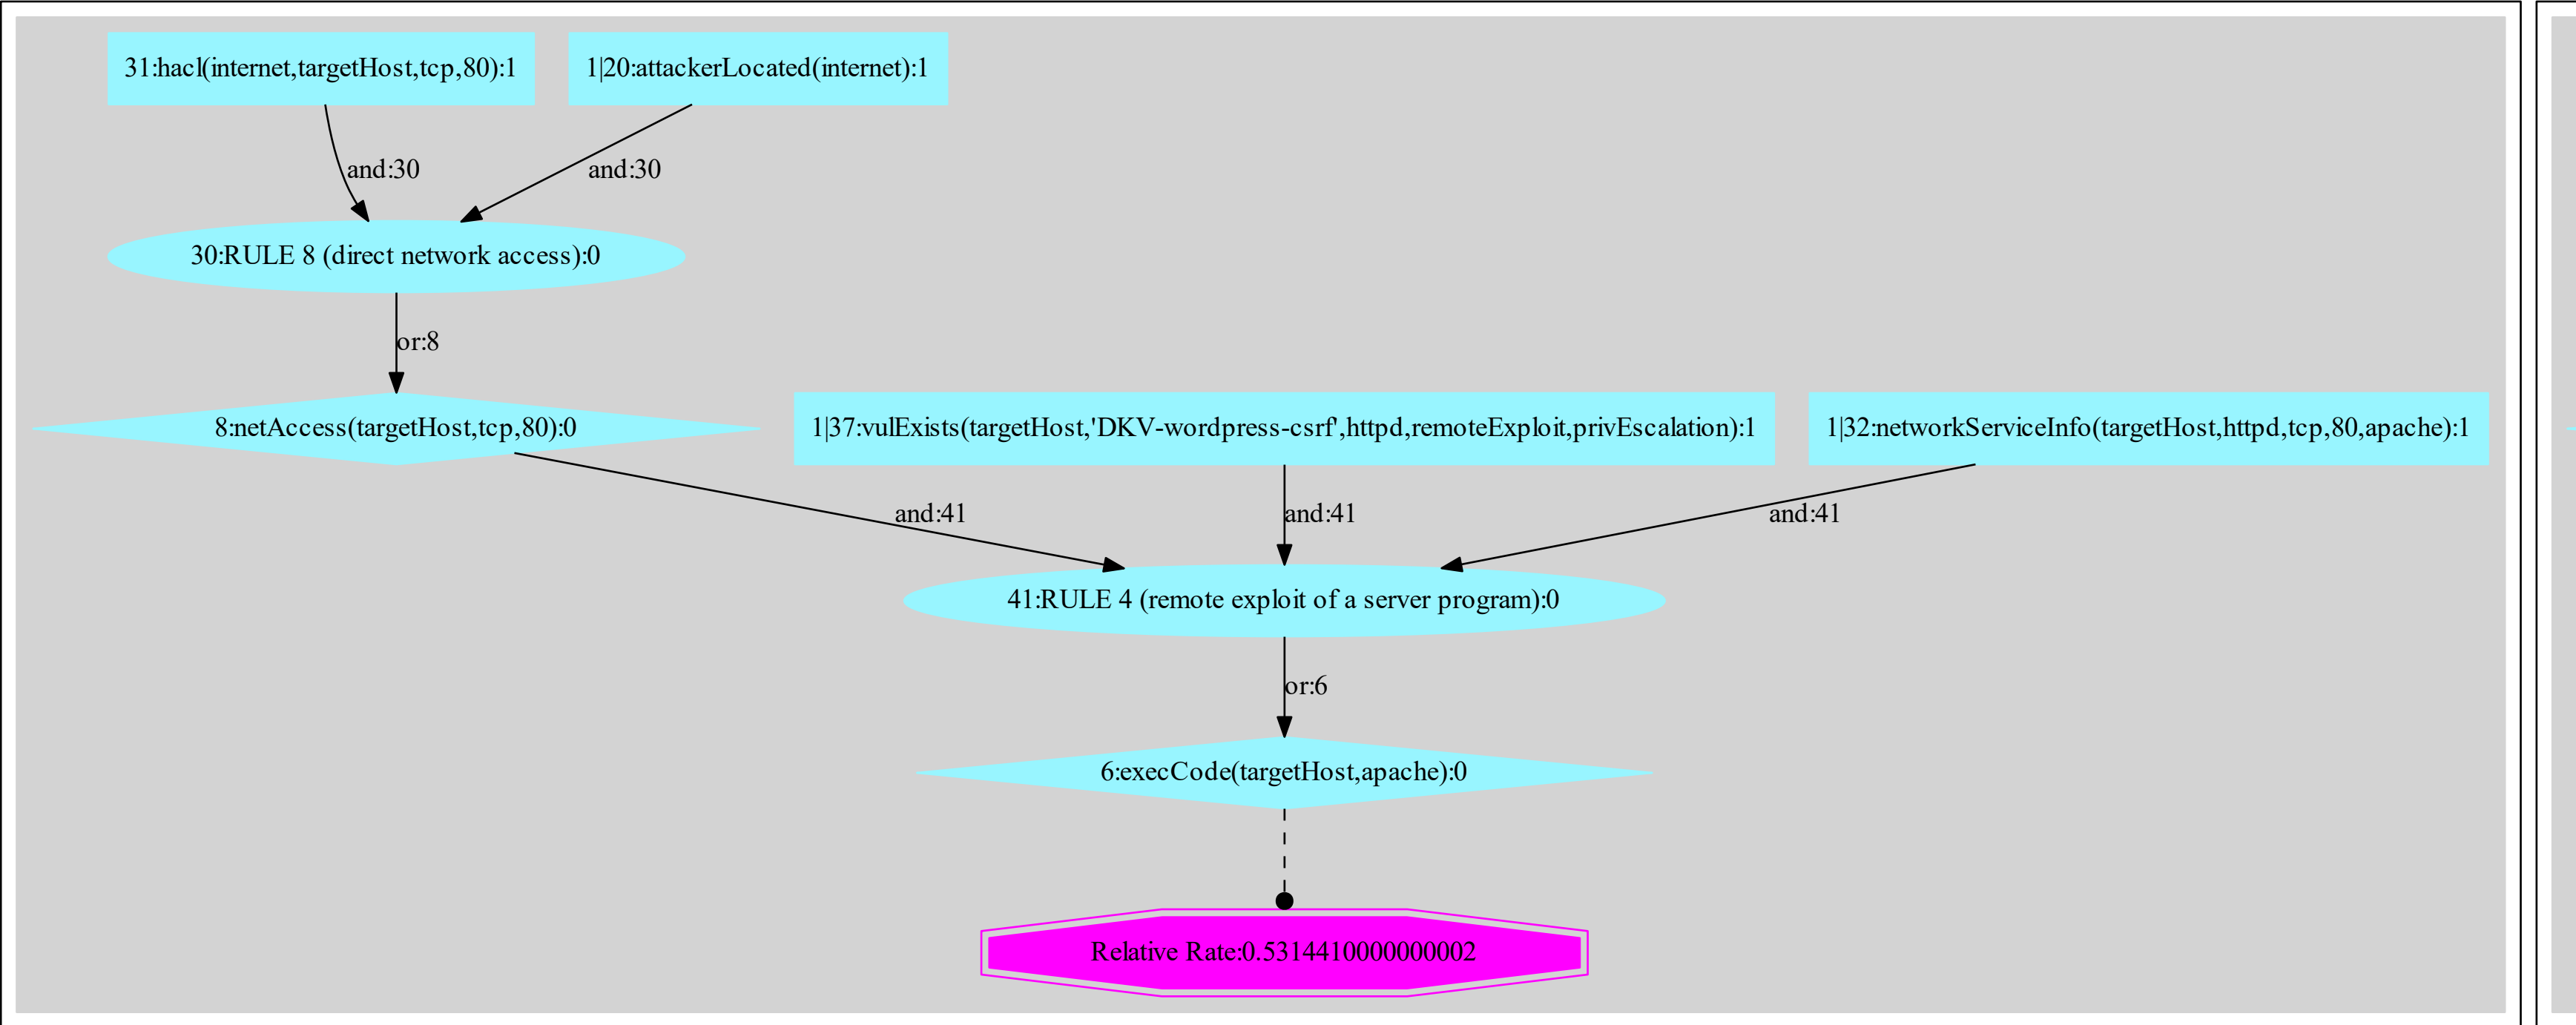 31:hacl(internet,targetHost,tcp,80):1
1|20:attackerLocated(internet):1
and:30
and:30
30:RULE 8 (direct network access):0
or:8
8:netAccess(targetHost,tcp,80):0
1|37:vulExists(targetHost,'DKV-wordpress-csrf',httpd,remoteExploit,privEscalation):1
1|32:networkServiceInfo(targetHost,httpd,tcp,80,apache):1
and:41
and:41
and:41
41:RULE 4 (remote exploit of a server program):0
or:6
6:execCode(targetHost,apache):0
Relative Rate:0.5314410000000002